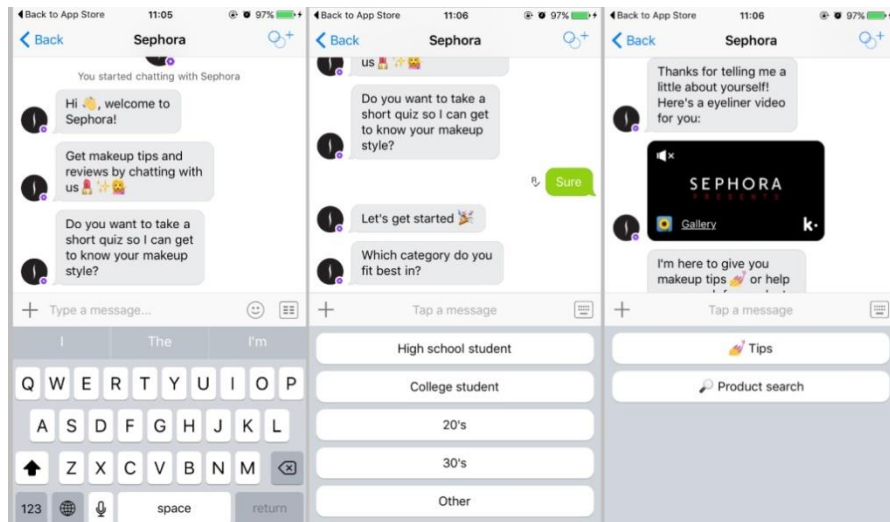 Back to App Store 11:05 97%
Back Sephora
You started chatting with Sephora
Hi 👋, welcome to
Sephora!
Get makeup tips and
reviews by chatting with
us 💄✨🙈
Do you want to take a
short quiz so I can get
to know your makeup
style?
Type a message...
I The I'm
Q W E R T Y U I O P
A S D F G H J K L
Z X C V B N M
123 space return
Back to App Store 11:06 97%
Back Sephora
us 💄✨🙈
Do you want to take a
short quiz so I can get
to know your makeup
style?
R Sure
Let's get started 🎉
Which category do you
fit best in?
Tap a message
High school student
College student
20's
30's
Other
Back to App Store 11:06 97%
Back Sephora
Thanks for telling me a
little about yourself!
Here's a eyeliner video
for you:
SEPHORA
PRESENTS
Gallery k·
I'm here to give you
makeup tips 💅 or help
Tap a message
💅 Tips
🔎 Product search